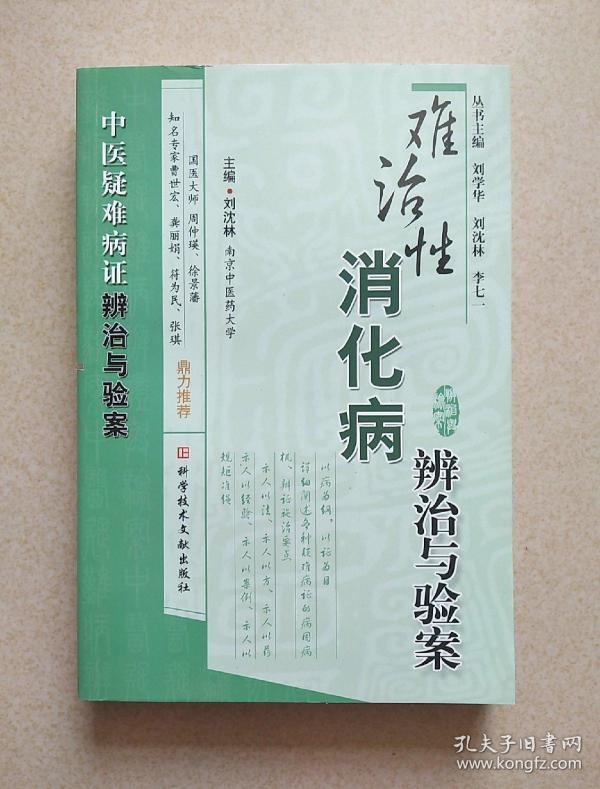 丛书主编 刘学华 刘沈林 李七一
难治性
消化病
辨治与验案
主编·刘沈林 南京中医药大学
国医大师 周仲瑛、徐景藩
知名专家曹世宏、龚丽娟、符为民、张琪
鼎力推荐
以病为纲，以证为目
详细阐述各种疑难病证的病因病
机、辨证施治要点
示人以法、示人以方、示人以药
示人以经验、示人以案例、示人以
规矩准绳
科学技术文献出版社
中医疑难病证辨治与验案
孔夫子旧书网
www.kongfz.com